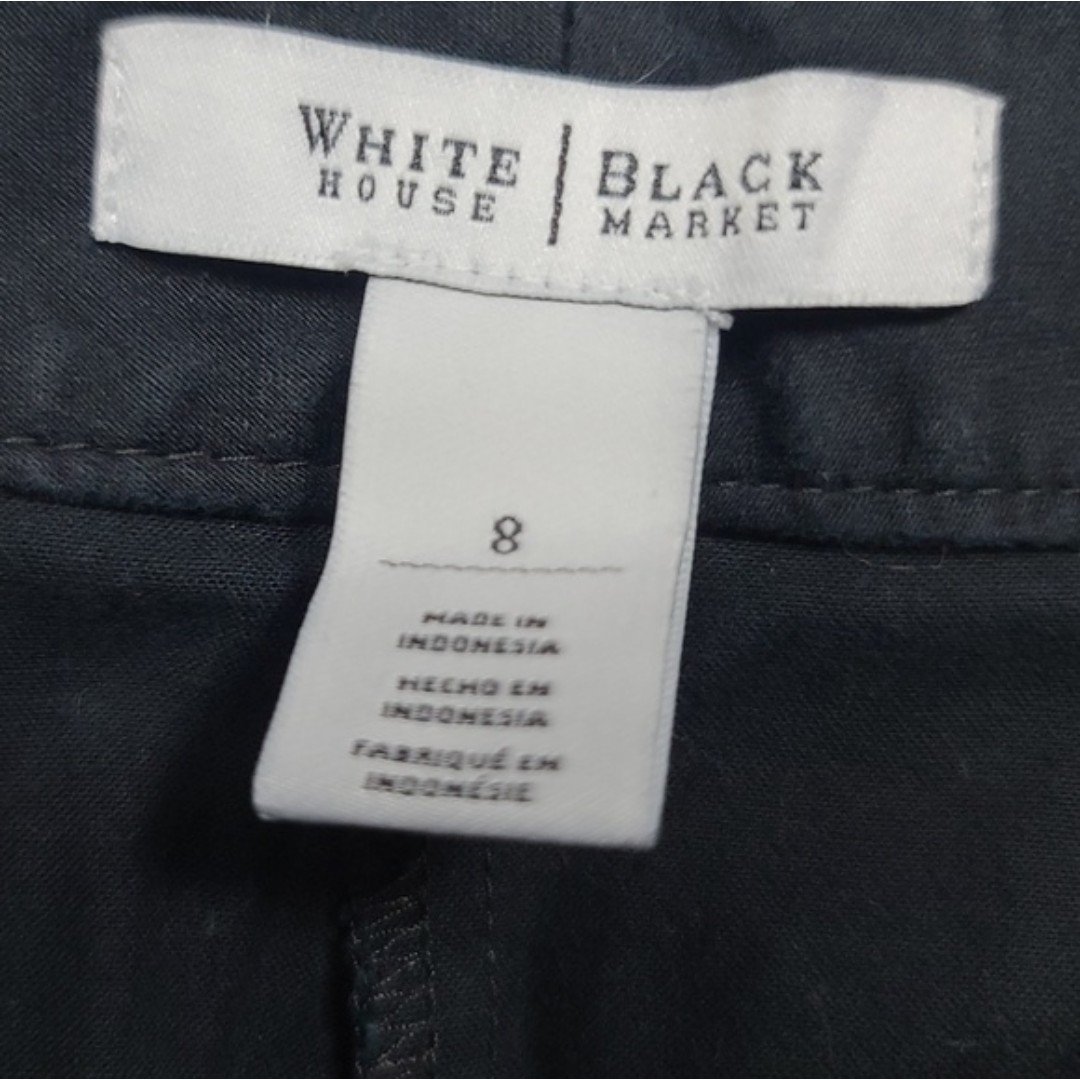 WHITE | BLACK
HOUSE | MARKET
8
MADE IN
INDONESIA
HECHO EN
INDONESIA
FABRIQUÉ EN
INDONÉSIE